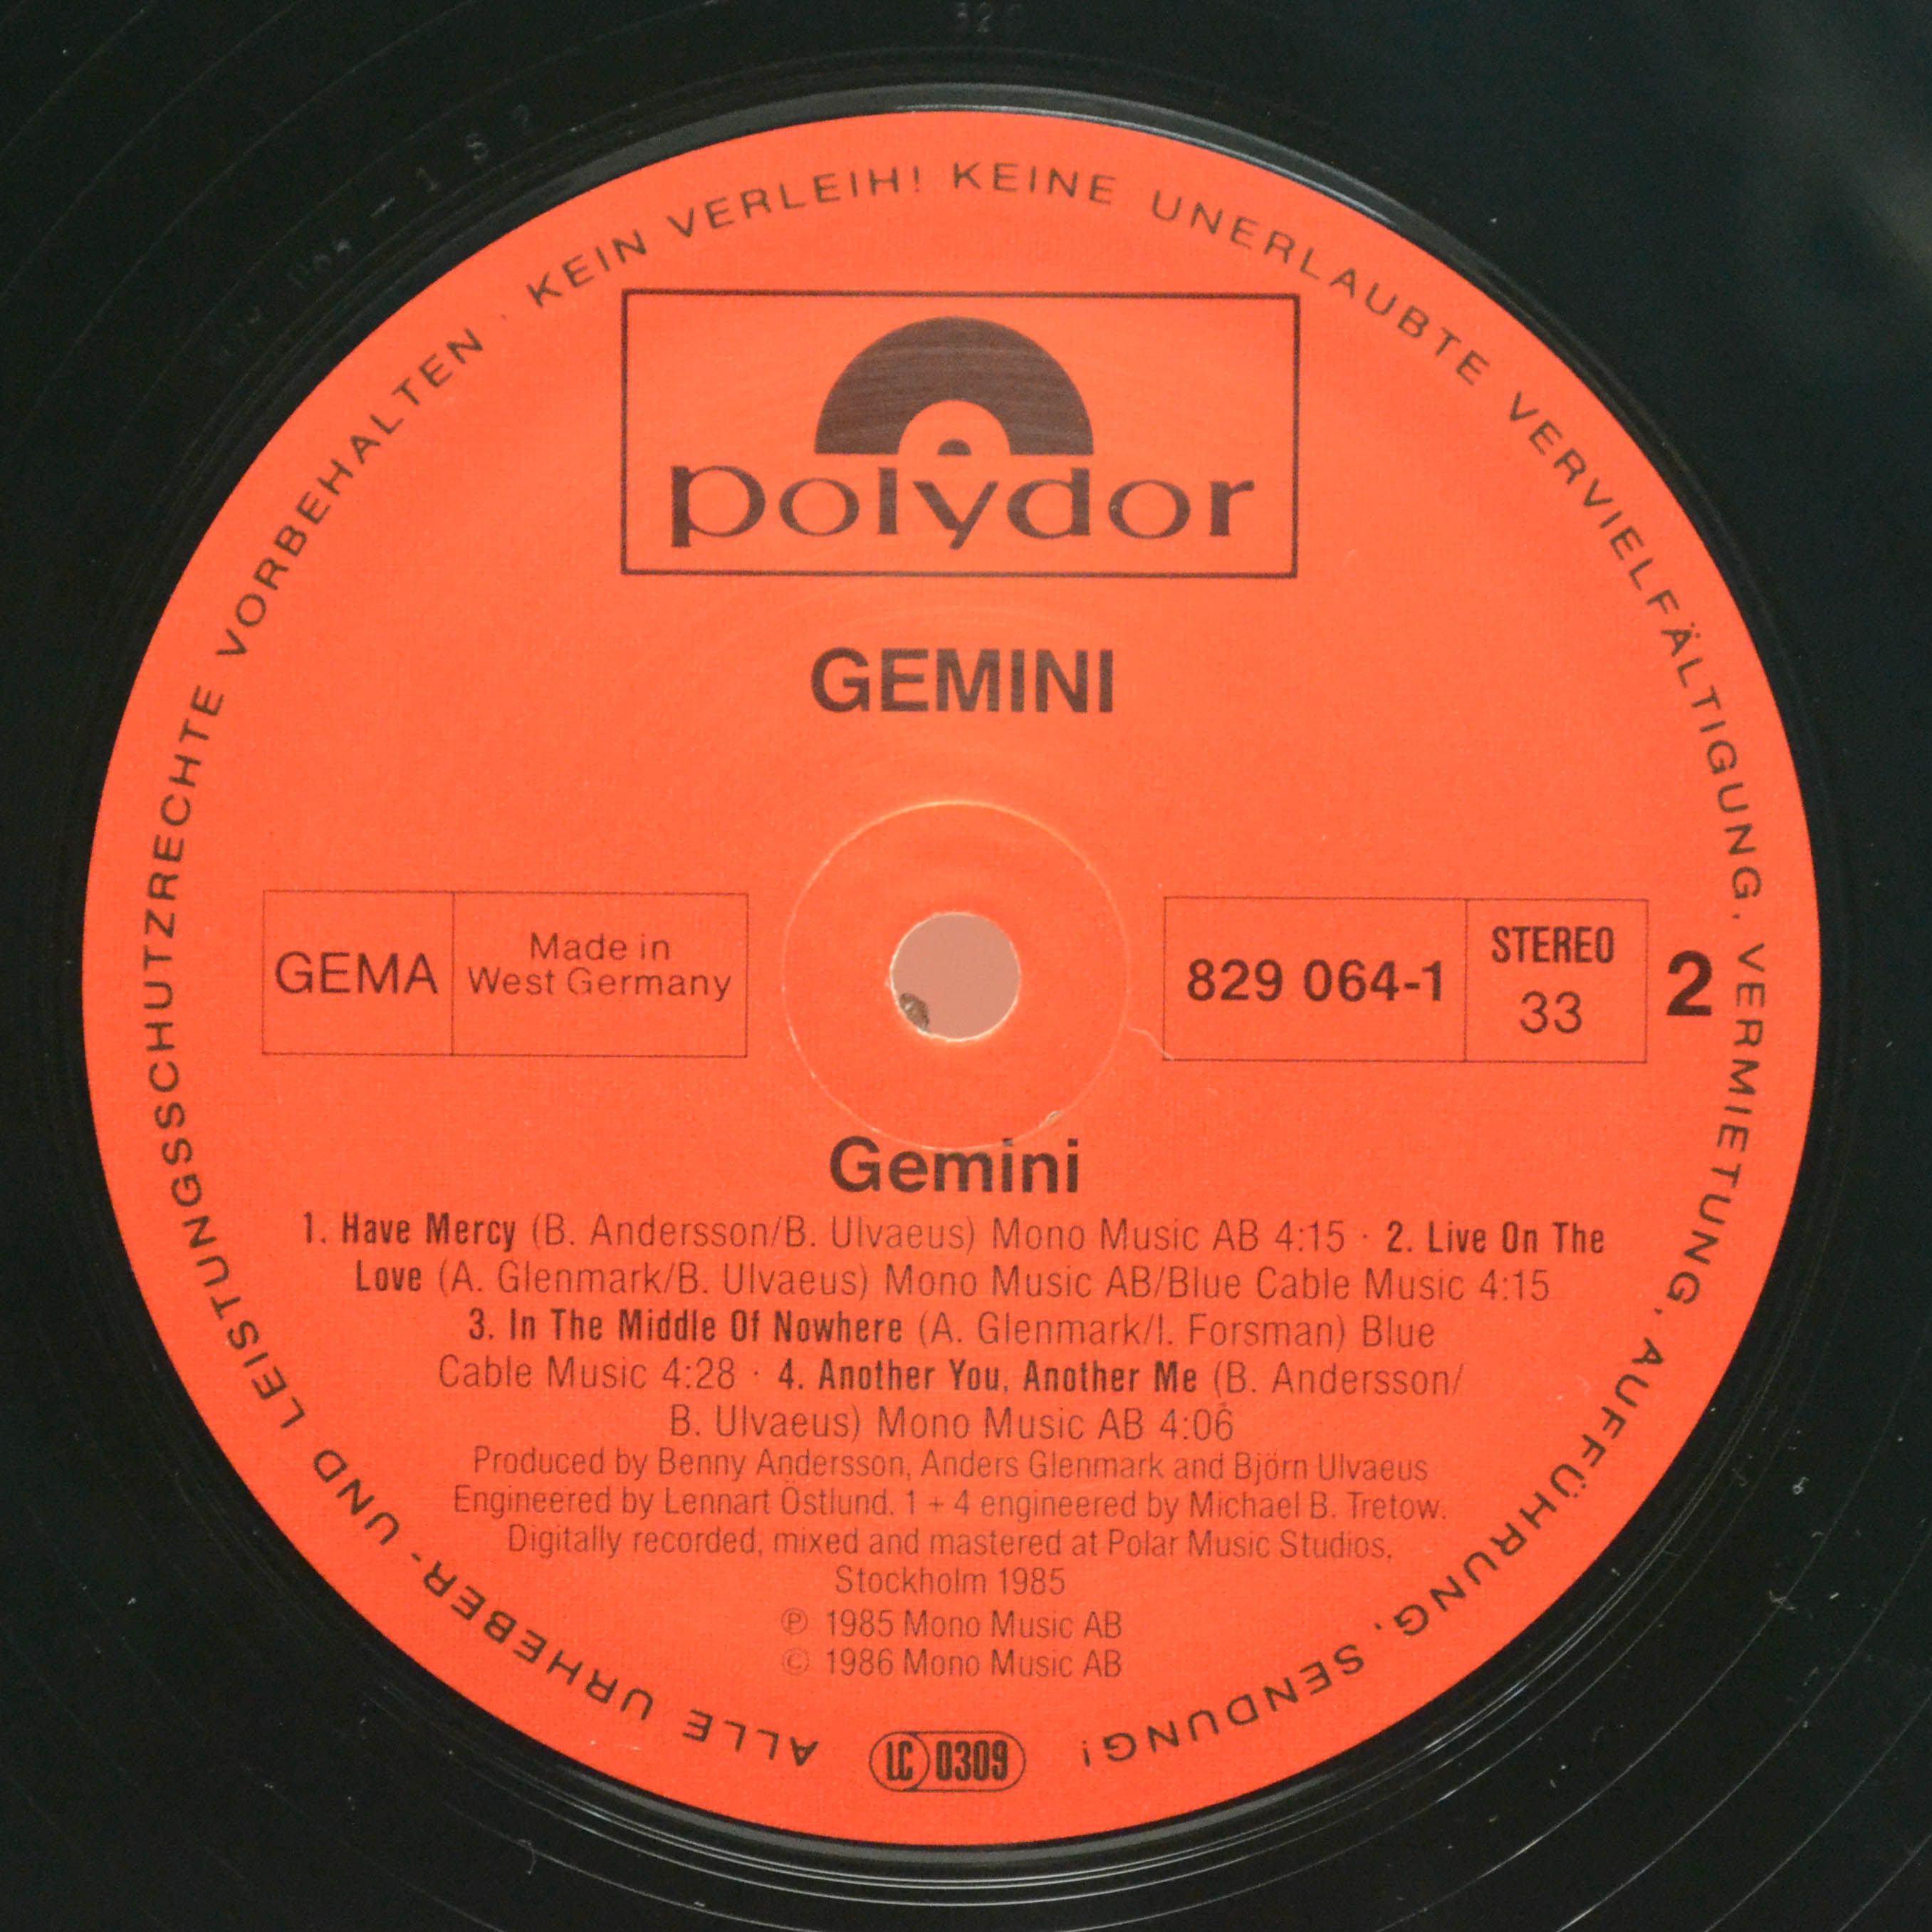 ALLE URHEBER- UND LEISTUNGSSCHUTZRECHTE VORBEHALTEN · KEIN VERLEIH! KEINE UNERLAUBTE VERVIELFÄLTIGUNG, VERMIETUNG, AUFFÜHRUNG, SENDUNG!
polydor
GEMINI
GEMA
Made in
West Germany
829 064-1
STEREO
33
2
Gemini
1. Have Mercy (B. Andersson/B. Ulvaeus) Mono Music AB 4:15 · 2. Live On The
Love (A. Glenmark/B. Ulvaeus) Mono Music AB/Blue Cable Music 4:15
3. In The Middle Of Nowhere (A. Glenmark/I. Forsman) Blue
Cable Music 4:28 · 4. Another You, Another Me (B. Andersson/
B. Ulvaeus) Mono Music AB 4:06
Produced by Benny Andersson, Anders Glenmark and Björn Ulvaeus
Engineered by Lennart Östlund. 1 + 4 engineered by Michael B. Tretow.
Digitally recorded, mixed and mastered at Polar Music Studios,
Stockholm 1985
℗ 1985 Mono Music AB
© 1986 Mono Music AB
LC 0309